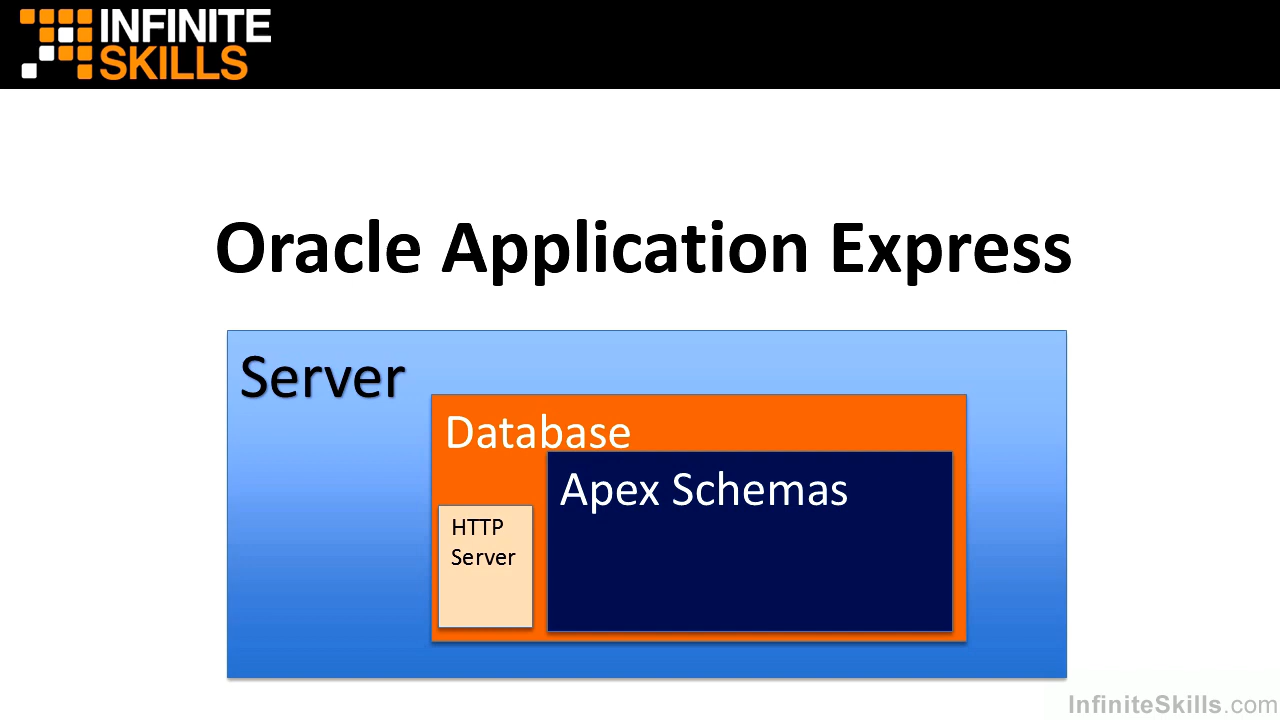 INFINITE
SKILLS
Oracle Application Express
Server
Database
Apex Schemas
HTTP
Server
InfiniteSkills.com